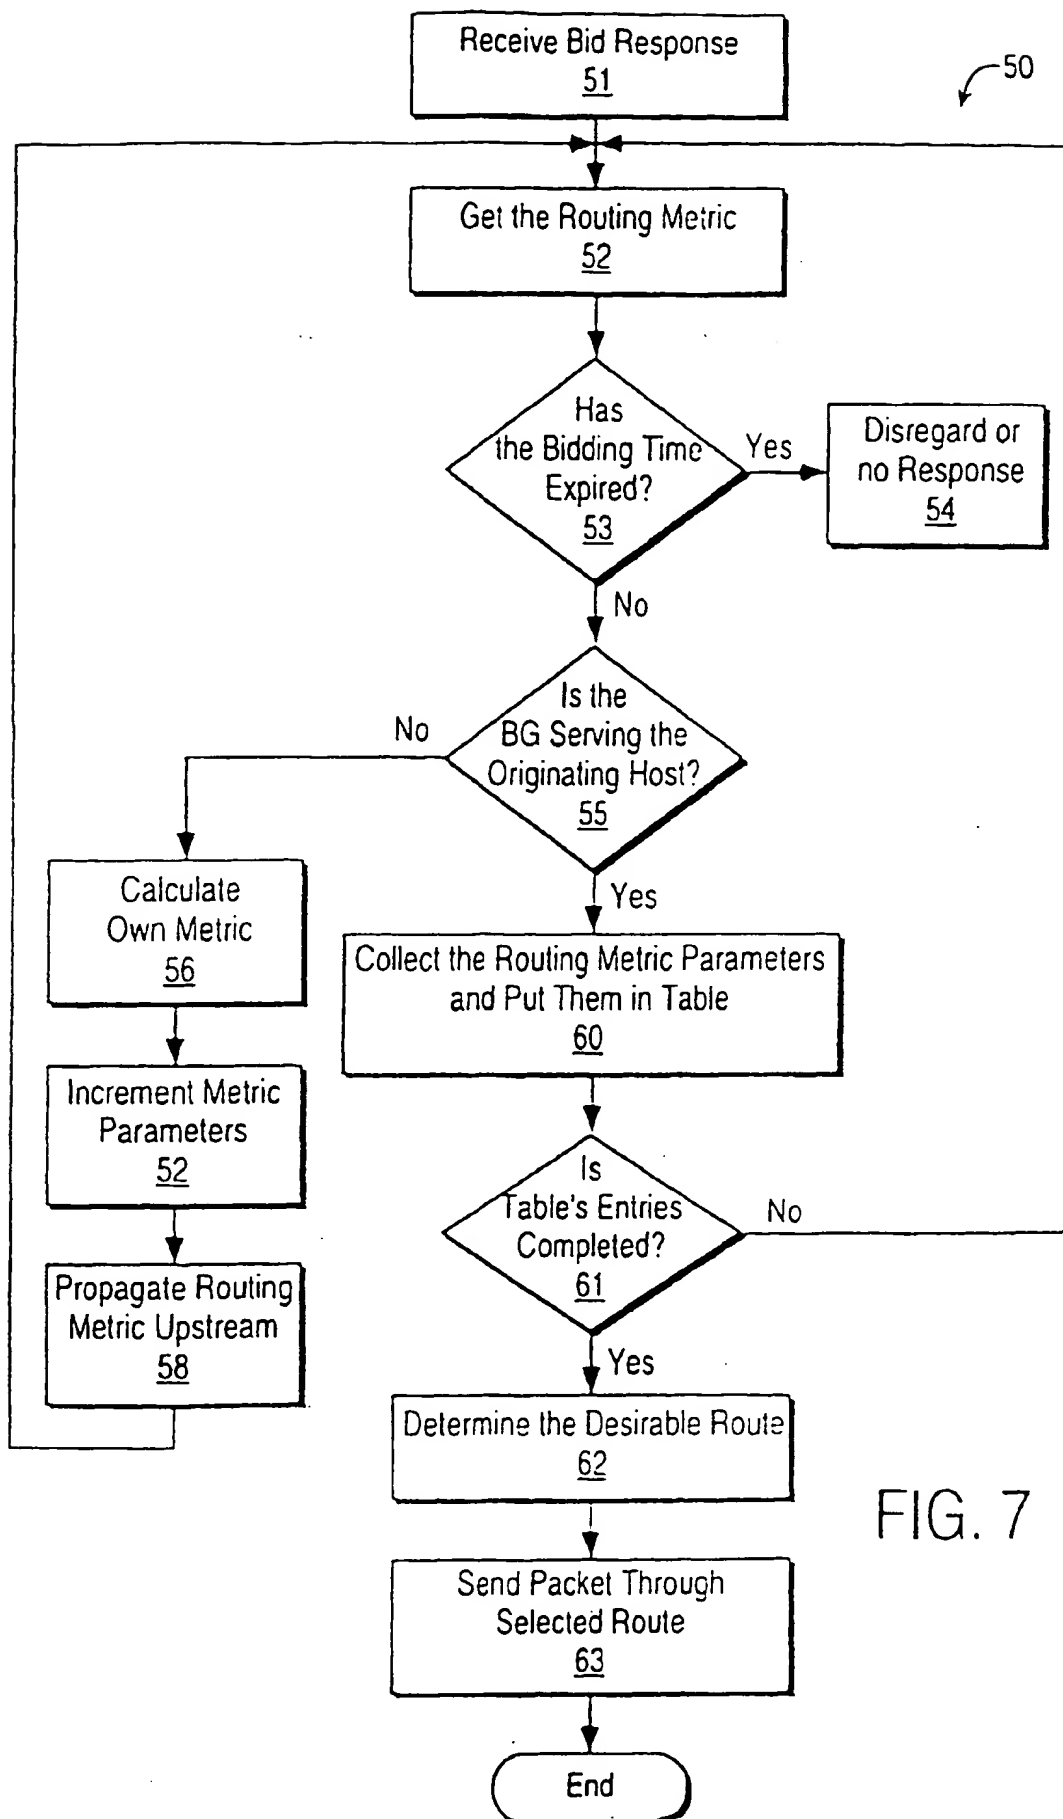 Receive Bid Response
51
50
Get the Routing Metric
52
Has
the Bidding Time
Expired?
53
Yes
Disregard or
no Response
54
No
Is the
BG Serving the
Originating Host?
55
No
Yes
Calculate
Own Metric
56
Collect the Routing Metric Parameters
and Put Them in Table
60
Increment Metric
Parameters
52
Is
Table's Entries
Completed?
61
No
Propagate Routing
Metric Upstream
58
Yes
Determine the Desirable Route
62
FIG. 7
Send Packet Through
Selected Route
63
End